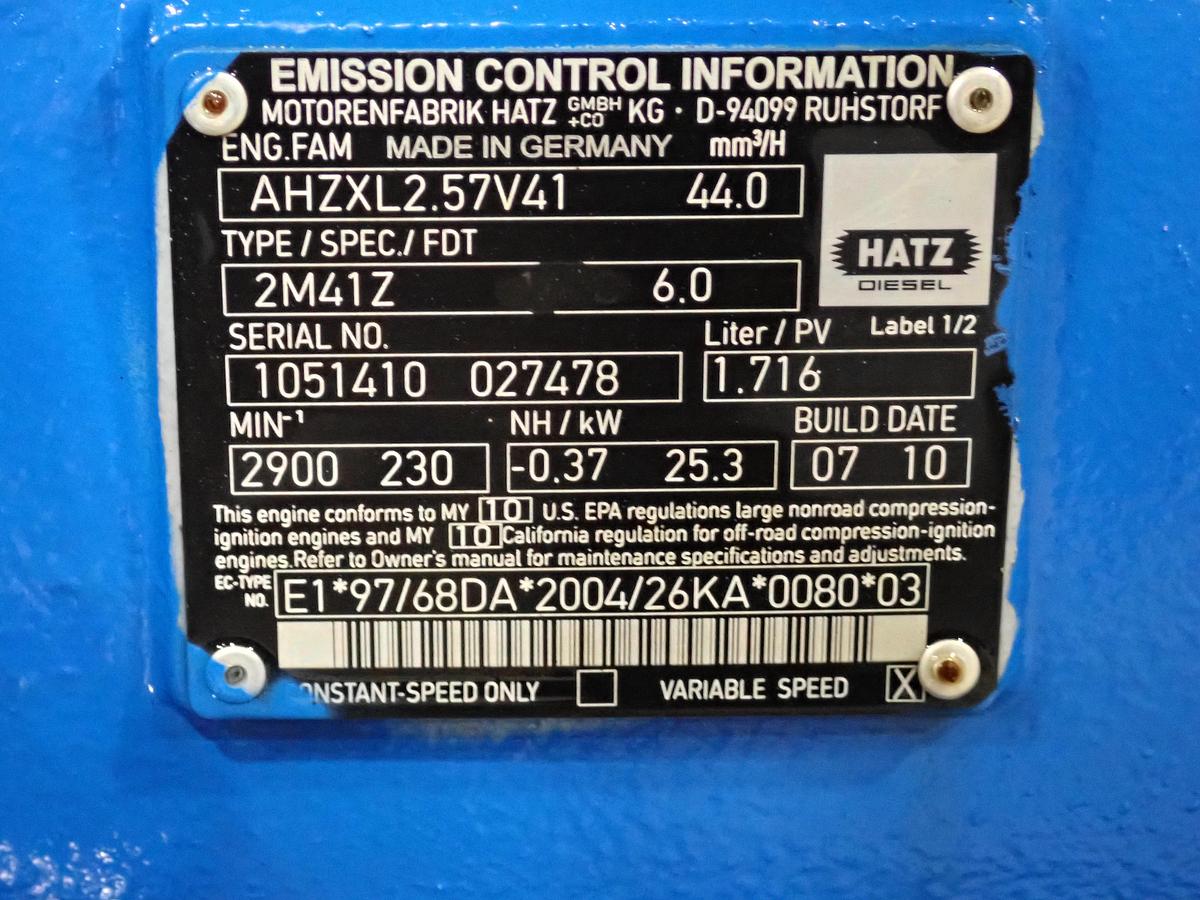 EMISSION CONTROL INFORMATION
MOTORENFABRIK HATZ GMBH +CO KG · D-94099 RUHSTORF
ENG.FAM MADE IN GERMANY mm³/H
AHZXL2.57V41 44.0
TYPE / SPEC./ FDT
2M41Z 6.0
HATZ
DIESEL
SERIAL NO. Liter / PV Label 1/2
1051410 027478 1.716
MIN⁻¹ NH / kW BUILD DATE
2900 230 -0.37 25.3 07 10
This engine conforms to MY 10 U.S. EPA regulations large nonroad compression-
ignition engines and MY 10 California regulation for off-road compression-ignition
engines.Refer to Owner's manual for maintenance specifications and adjustments.
EC-TYPE NO. E1*97/68DA*2004/26KA*0080*03
ONSTANT-SPEED ONLY VARIABLE SPEED X